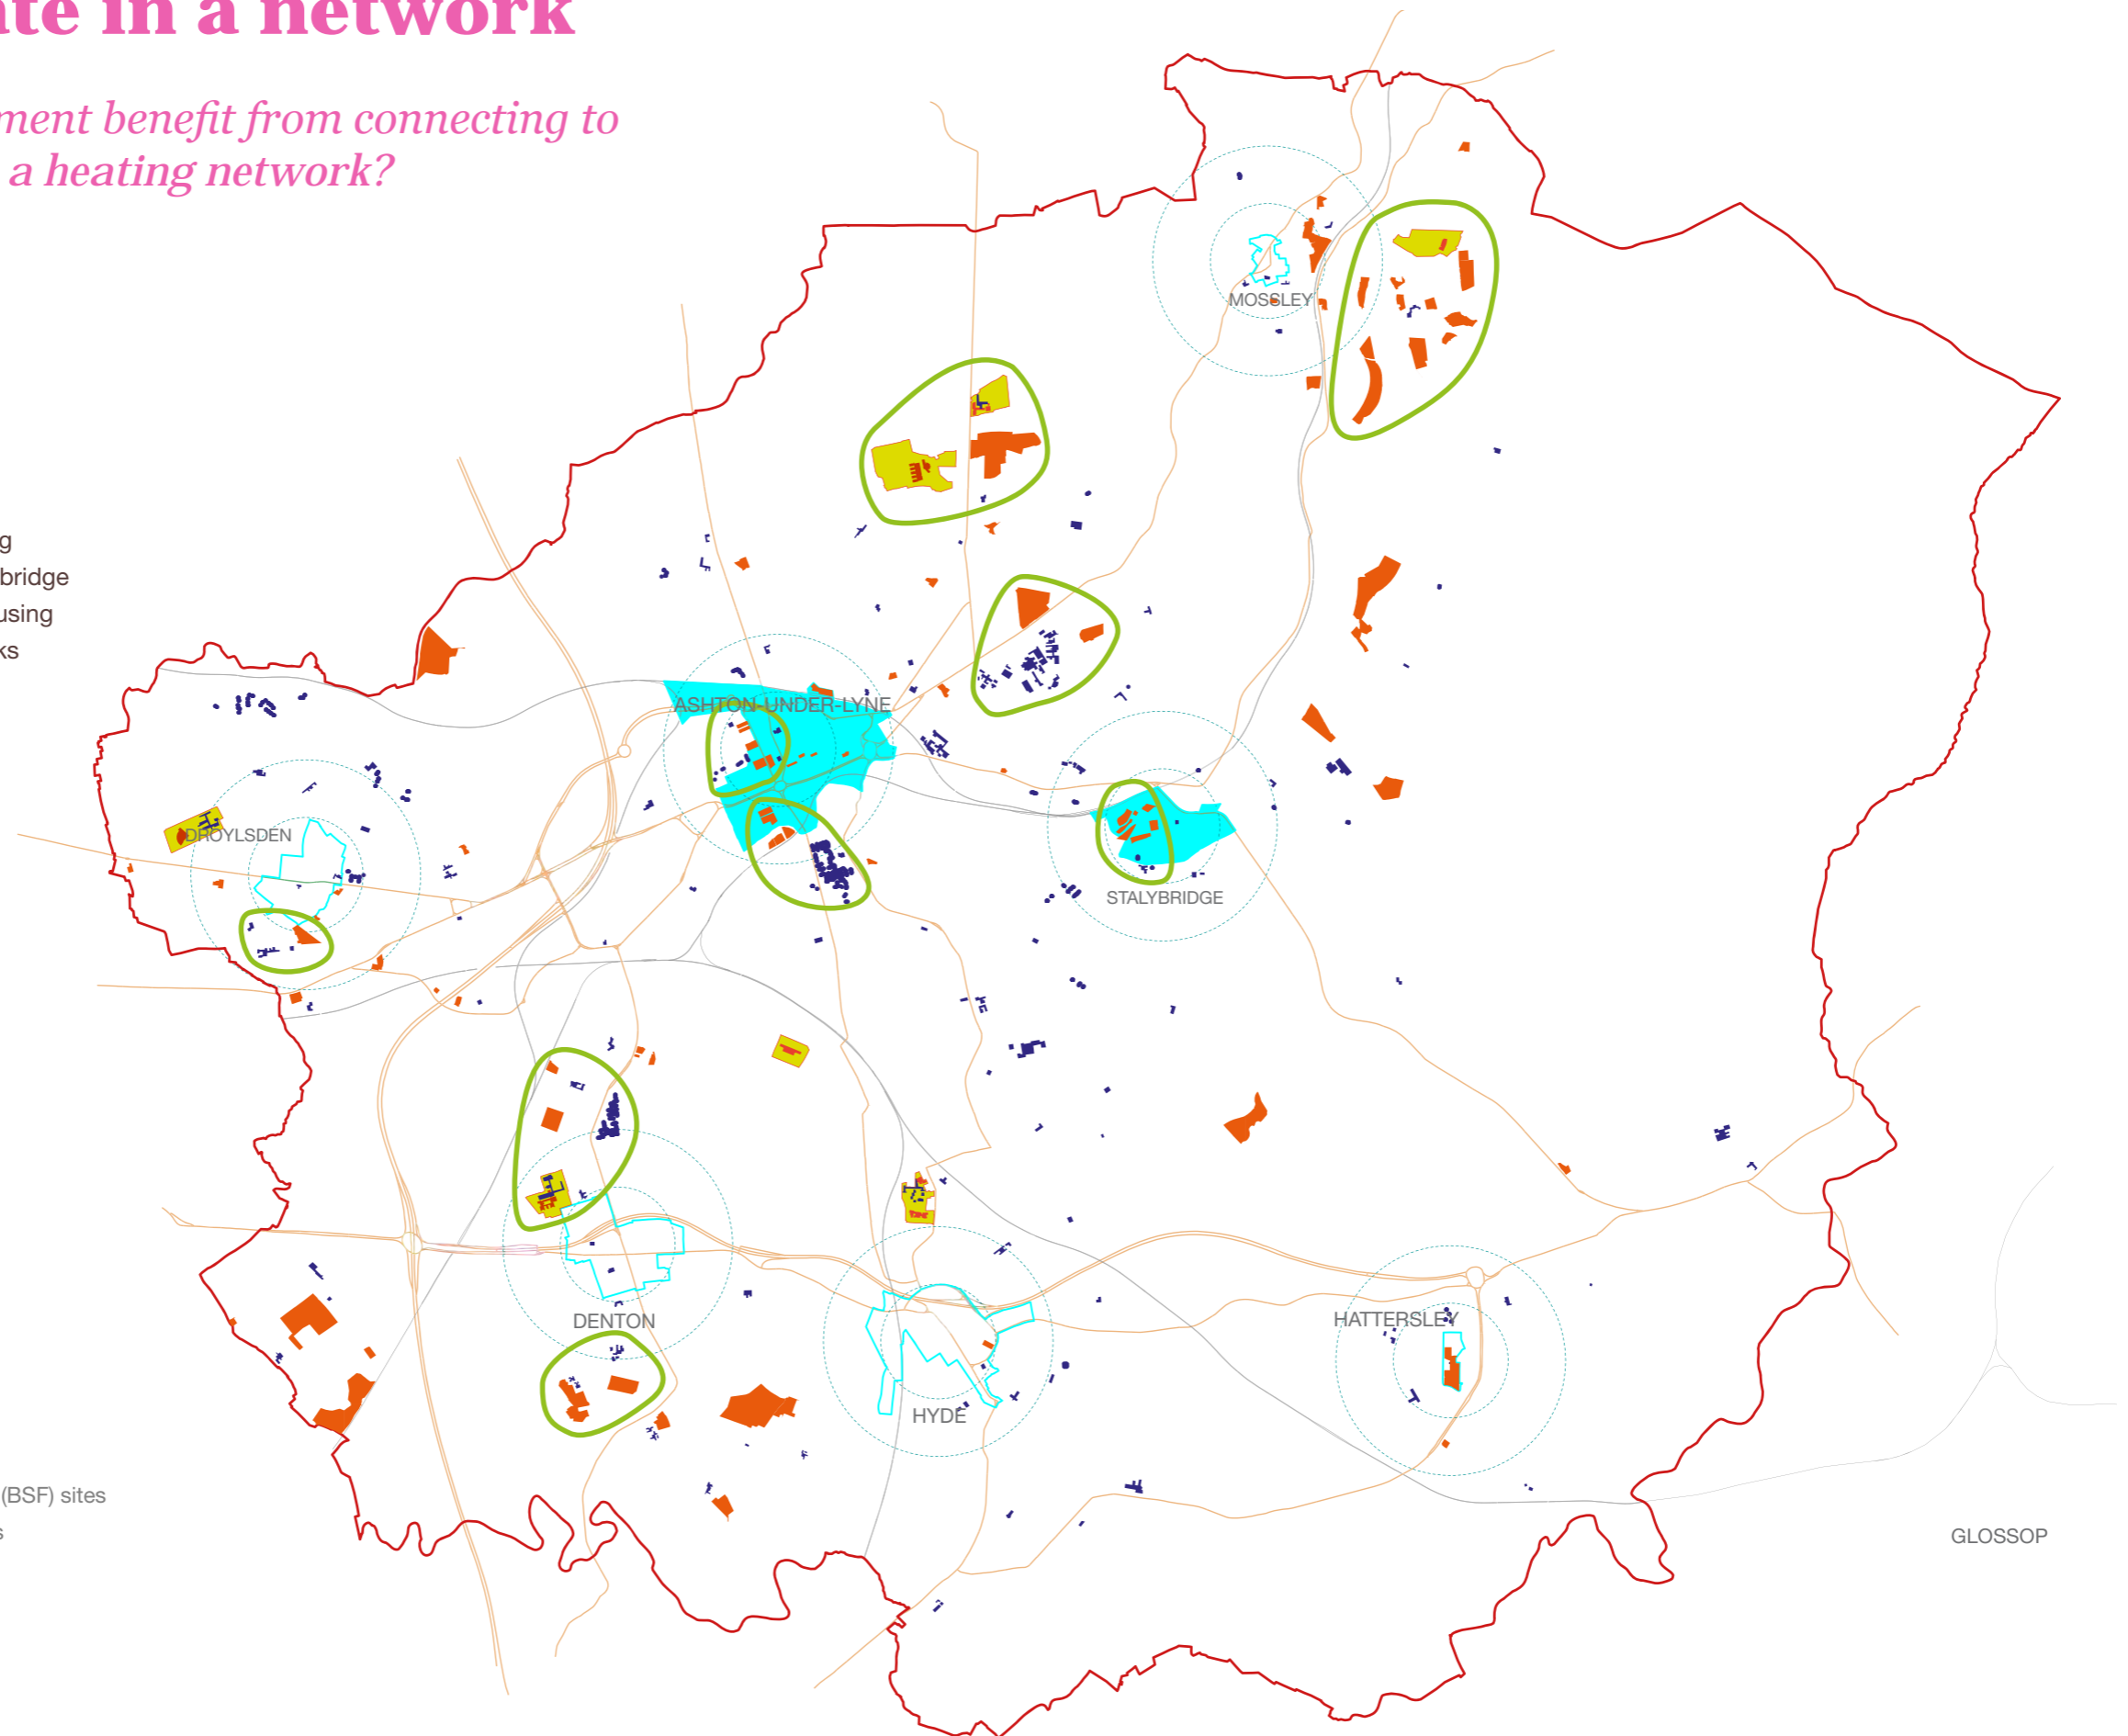 ate in a network
ment benefit from connecting to
a heating network?
g
bridge
using
ks
MOSSLEY
ASHTON-UNDER-LYNE
DROYLSDEN
STALYBRIDGE
DENTON
HATTERSLEY
HYDE
(BSF) sites
s
GLOSSOP